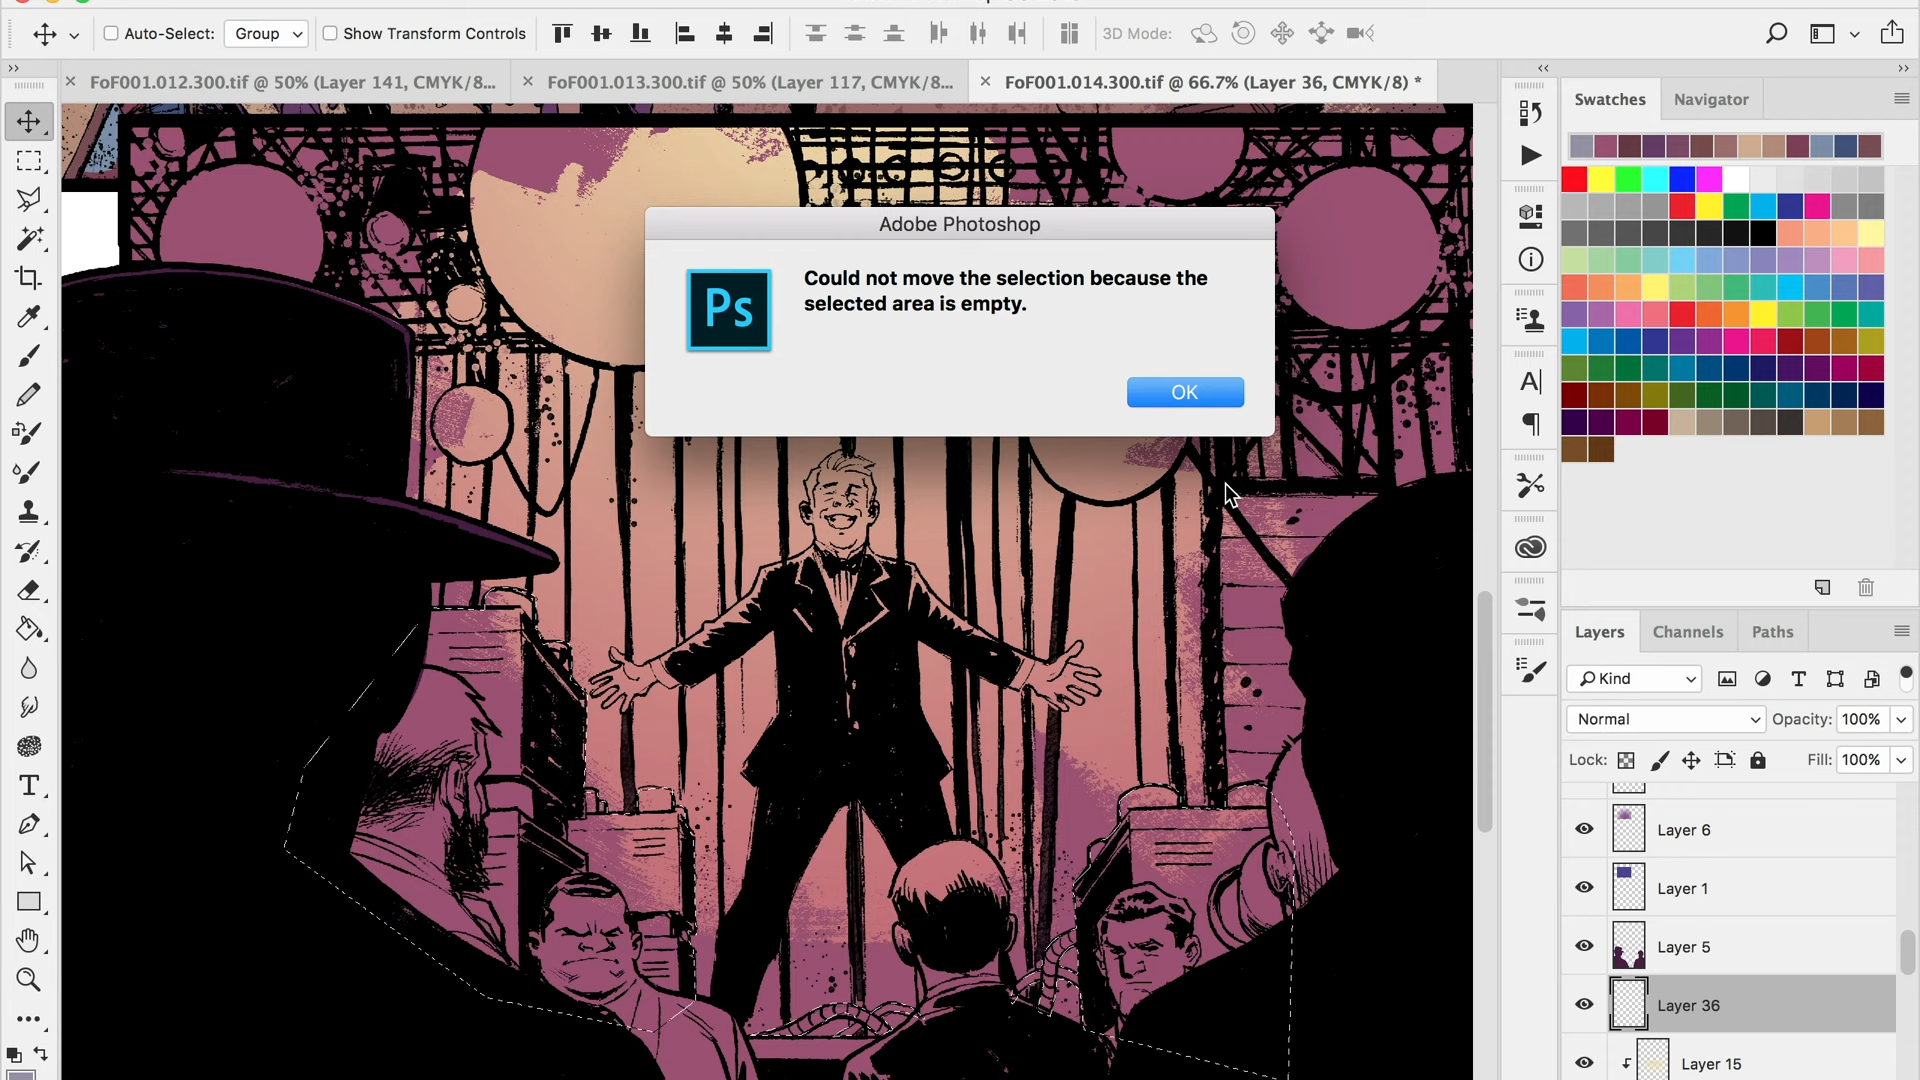 Auto-Select:
Group
Show Transform Controls
3D Mode:
FoF001.012.300.tif @ 50% (Layer 141, CMYK/8...
FoF001.013.300.tif @ 50% (Layer 117, CMYK/8...
FoF001.014.300.tif @ 66.7% (Layer 36, CMYK/8) *
Swatches
Navigator
Adobe Photoshop
Ps
Could not move the selection because the
selected area is empty.
OK
Layers
Channels
Paths
Kind
Normal
Opacity:
100%
Lock:
Fill:
100%
Layer 6
Layer 1
Layer 5
Layer 36
Layer 15